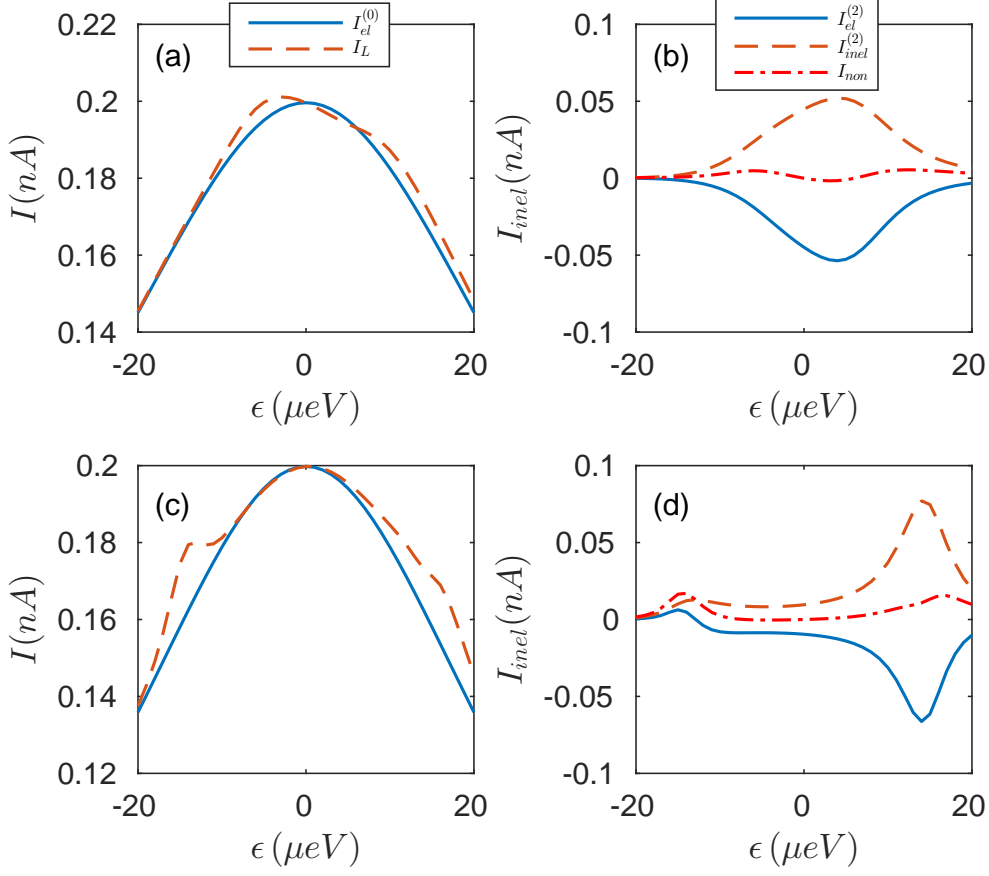 (a)
I_{el}^{(0)}
I_L
0.22
0.2
0.18
0.16
0.14
-20
0
20
I(nA)
ϵ (μeV)
(b)
I_{el}^{(2)}
I_{inel}^{(2)}
I_{non}
0.1
0.05
0
-0.05
-0.1
-20
0
20
I_{inel}(nA)
ϵ (μeV)
(c)
0.2
0.18
0.16
0.14
0.12
-20
0
20
I(nA)
ϵ (μeV)
(d)
0.1
0.05
0
-0.05
-0.1
-20
0
20
I_{inel}(nA)
ϵ (μeV)